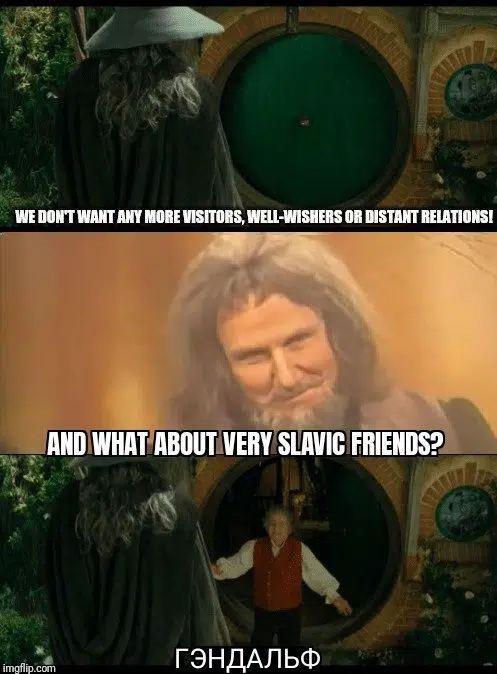 WE DON'T WANT ANY MORE VISITORS, WELL-WISHERS OR DISTANT RELATIONS!
AND WHAT ABOUT VERY SLAVIC FRIENDS?
ГЭНДАЛЬФ
imgflip.com